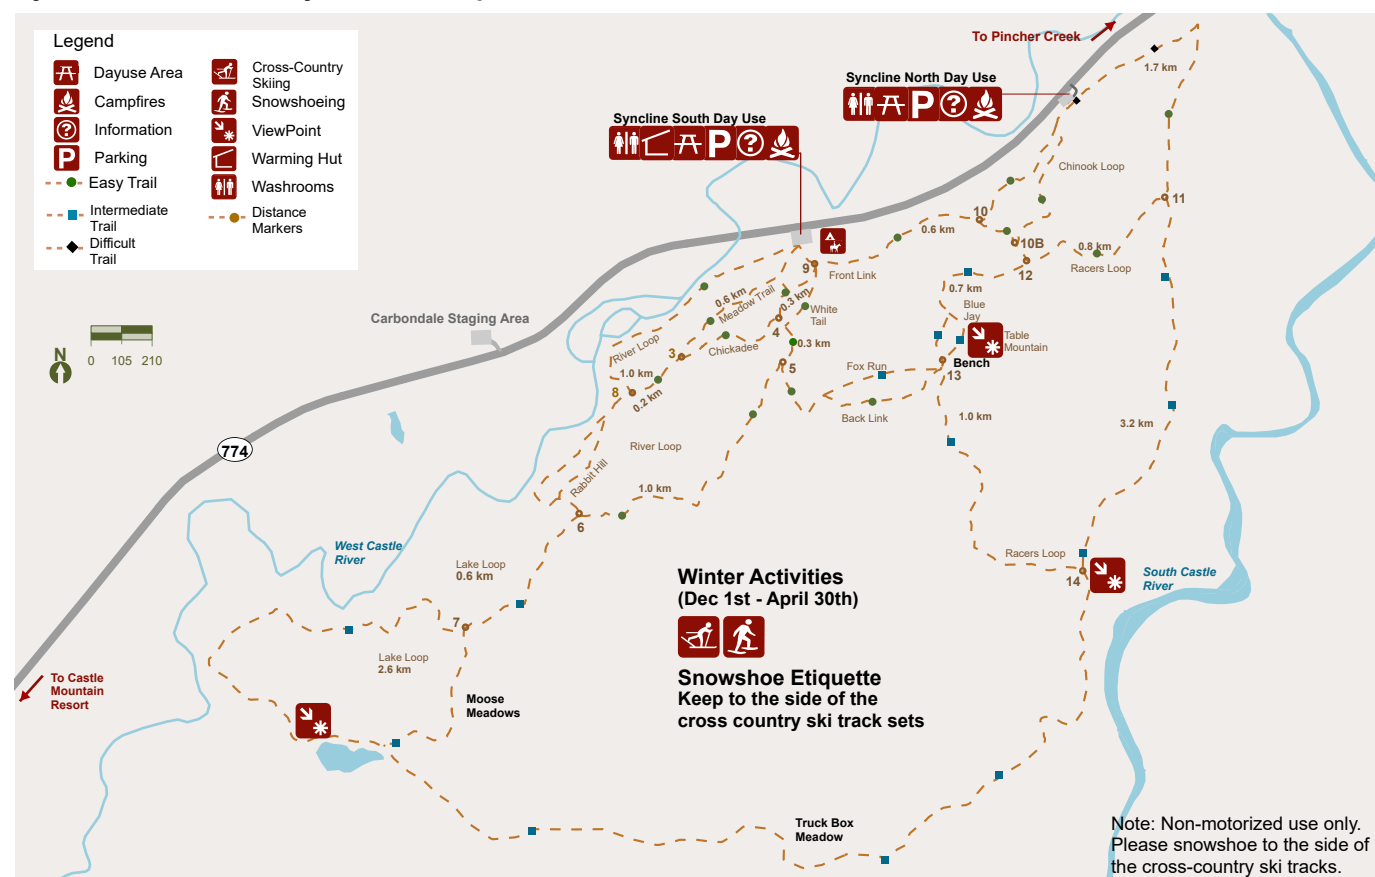 Legend
Dayuse Area
Campfires
Information
P
Parking
Easy Trail
Intermediate
Trail
Difficult
Trail
Cross-Country
Skiing
Snowshoeing
ViewPoint
Warming Hut
Washrooms
Distance
Markers
To Pincher Creek
Syncline North Day Use
P ?
Syncline South Day Use
P ?
1.7 km
Chinook Loop
11
10
0.6 km
10B
12
0.8 km
Racers Loop
9
Front Link
0.7 km
Blue
Jay
Table
Mountain
Bench
13
0.6 km
Meadow Trail
0.3 km
White
Tail
4
Chickadee
0.3 km
5
River Loop
3
1.0 km
8
0.2 km
Fox Run
Back Link
1.0 km
3.2 km
Carbondale Staging Area
N
0 105 210
774
River Loop
Rabbit Hill
1.0 km
6
West Castle
River
Lake Loop
0.6 km
7
Lake Loop
2.6 km
Moose
Meadows
Racers Loop
14
South Castle
River
To Castle
Mountain
Resort
Winter Activities
(Dec 1st - April 30th)
Snowshoe Etiquette
Keep to the side of the
cross country ski track sets
Truck Box
Meadow
Note: Non-motorized use only.
Please snowshoe to the side of
the cross-country ski tracks.